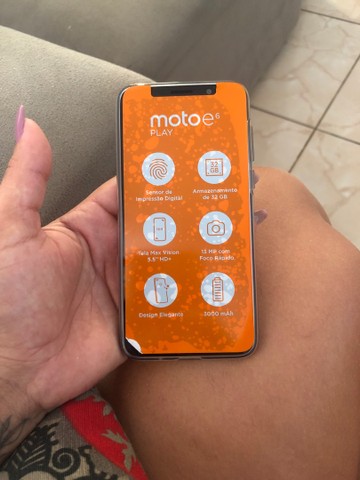 moto e6
PLAY
Sensor de
Impressão Digital
32
GB
Armazenamento
de 32 GB
Tela Max Vision
5.5" HD+
13 MP com
Foco Rápido
Design Elegante
3000 mAh